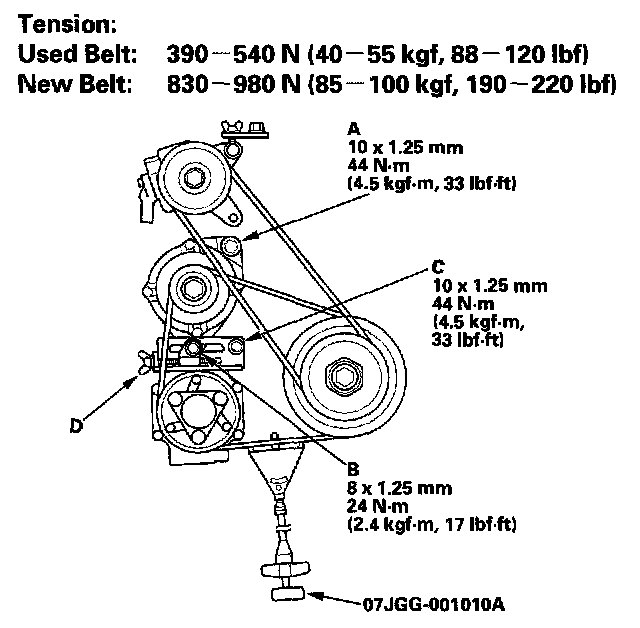 Tension:
Used Belt: 390－540 N (40－55 kgf, 88－120 lbf)
New Belt: 830－980 N (85－100 kgf, 190－220 lbf)
A
10 x 1.25 mm
44 N·m
(4.5 kgf·m, 33 lbf·ft)
C
10 x 1.25 mm
44 N·m
(4.5 kgf·m,
33 lbf·ft)
D
B
8 x 1.25 mm
24 N·m
(2.4 kgf·m, 17 lbf·ft)
07JGG-001010A